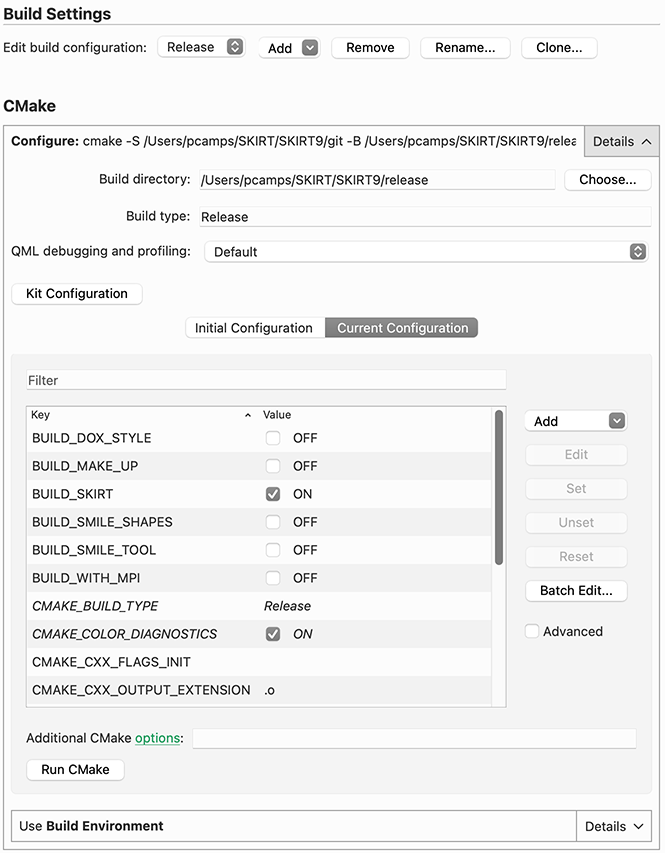 Build Settings
Edit build configuration: Release Add Remove Rename... Clone...
CMake
Configure: cmake -S /Users/pcamps/SKIRT/SKIRT9/git -B /Users/pcamps/SKIRT/SKIRT9/relea Details
Build directory: /Users/pcamps/SKIRT/SKIRT9/release Choose...
Build type: Release
QML debugging and profiling: Default
Kit Configuration
Initial Configuration Current Configuration
Filter
Key Value
Add
BUILD_DOX_STYLE OFF
Edit
BUILD_MAKE_UP OFF
Set
BUILD_SKIRT ON
Unset
BUILD_SMILE_SHAPES OFF
Reset
BUILD_SMILE_TOOL OFF
BUILD_WITH_MPI OFF
Batch Edit...
CMAKE_BUILD_TYPE Release
CMAKE_COLOR_DIAGNOSTICS ON
Advanced
CMAKE_CXX_FLAGS_INIT
CMAKE_CXX_OUTPUT_EXTENSION .o
Additional CMake options:
Run CMake
Use Build Environment Details